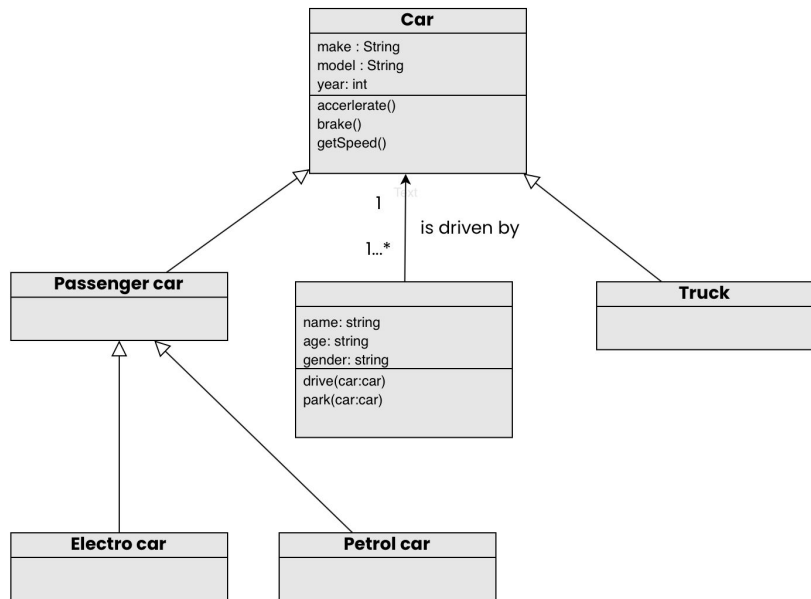 Car
make : String
model : String
year: int
accerlerate()
brake()
getSpeed()
Text
1
is driven by
1...*
Passenger car
name: string
age: string
gender: string
drive(car:car)
park(car:car)
Truck
Electro car
Petrol car